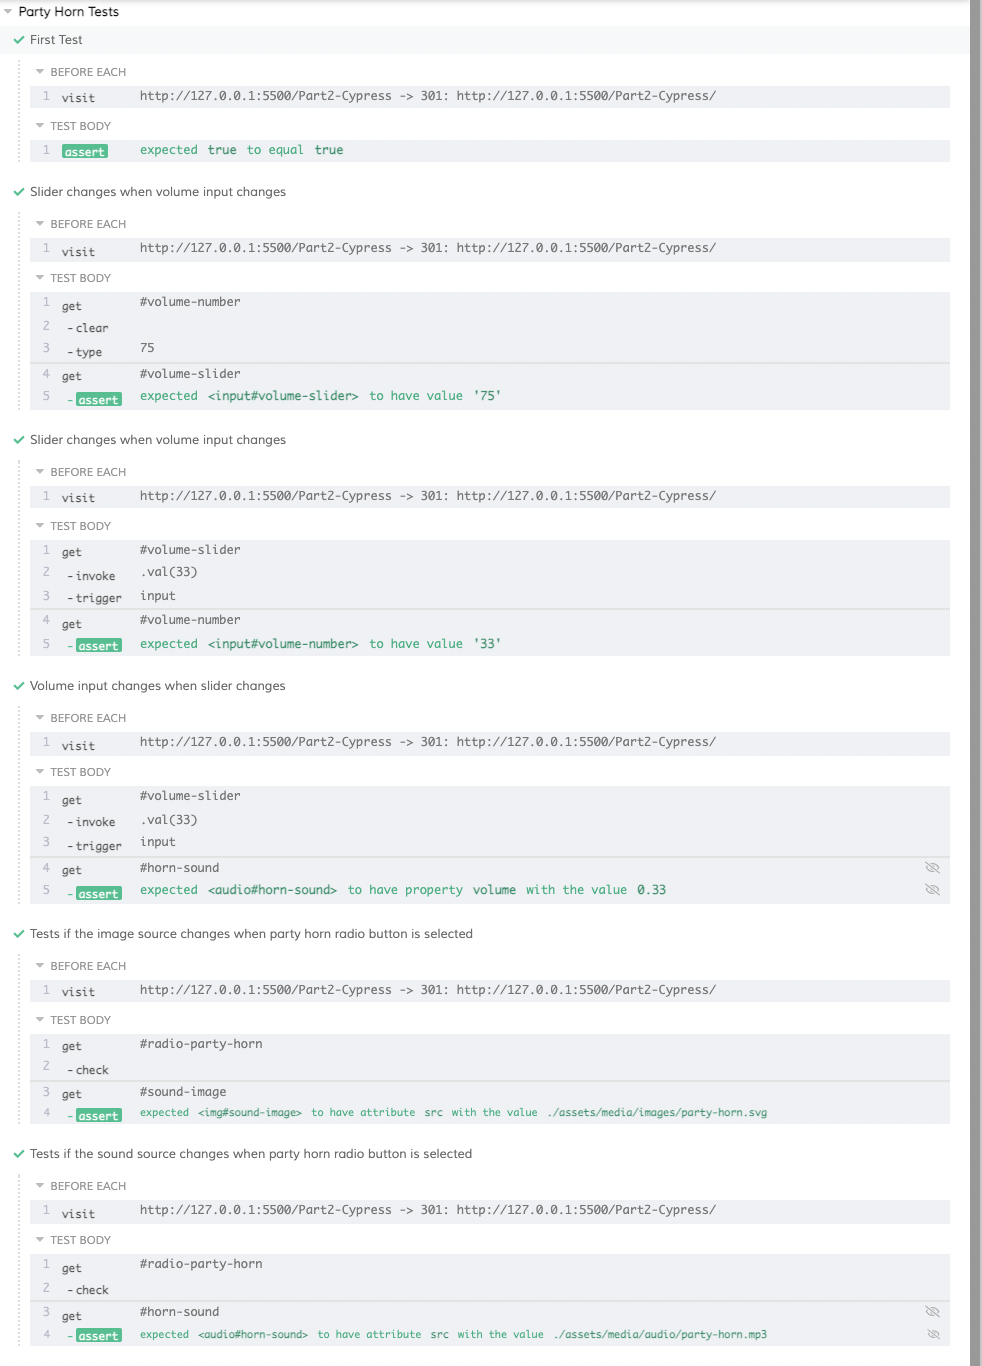 Party Horn Tests
First Test
BEFORE EACH
1 visit http://127.0.0.1:5500/Part2-Cypress -> 301: http://127.0.0.1:5500/Part2-Cypress/
TEST BODY
1 assert expected true to equal true
Slider changes when volume input changes
BEFORE EACH
1 visit http://127.0.0.1:5500/Part2-Cypress -> 301: http://127.0.0.1:5500/Part2-Cypress/
TEST BODY
1 get #volume-number
2 -clear
3 -type 75
4 get #volume-slider
5 -assert expected <input#volume-slider> to have value '75'
Slider changes when volume input changes
BEFORE EACH
1 visit http://127.0.0.1:5500/Part2-Cypress -> 301: http://127.0.0.1:5500/Part2-Cypress/
TEST BODY
1 get #volume-slider
2 -invoke .val(33)
3 -trigger input
4 get #volume-number
5 -assert expected <input#volume-number> to have value '33'
Volume input changes when slider changes
BEFORE EACH
1 visit http://127.0.0.1:5500/Part2-Cypress -> 301: http://127.0.0.1:5500/Part2-Cypress/
TEST BODY
1 get #volume-slider
2 -invoke .val(33)
3 -trigger input
4 get #horn-sound
5 -assert expected <audio#horn-sound> to have property volume with the value 0.33
Tests if the image source changes when party horn radio button is selected
BEFORE EACH
1 visit http://127.0.0.1:5500/Part2-Cypress -> 301: http://127.0.0.1:5500/Part2-Cypress/
TEST BODY
1 get #radio-party-horn
2 -check
3 get #sound-image
4 -assert expected <img#sound-image> to have attribute src with the value ./assets/media/images/party-horn.svg
Tests if the sound source changes when party horn radio button is selected
BEFORE EACH
1 visit http://127.0.0.1:5500/Part2-Cypress -> 301: http://127.0.0.1:5500/Part2-Cypress/
TEST BODY
1 get #radio-party-horn
2 -check
3 get #horn-sound
4 -assert expected <audio#horn-sound> to have attribute src with the value ./assets/media/audio/party-horn.mp3